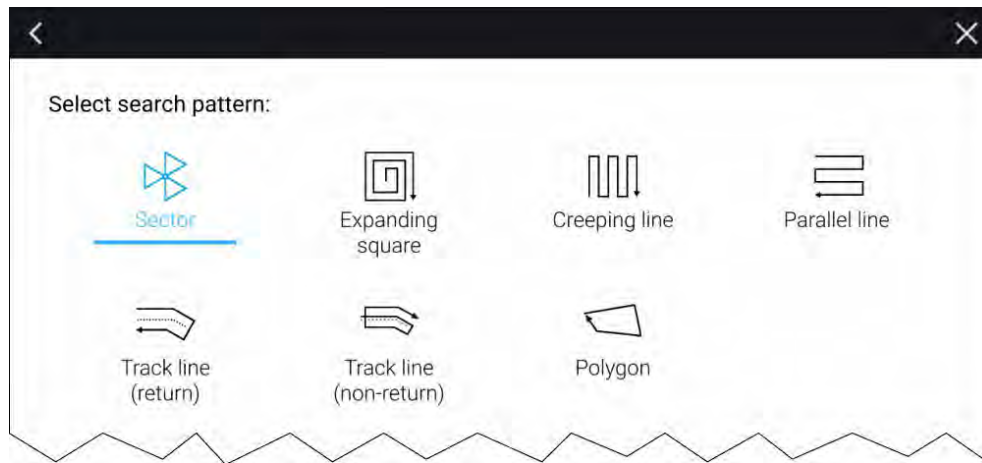 Select search pattern:
Sector
Expanding
square
Creeping line
Parallel line
Track line
(return)
Track line
(non-return)
Polygon